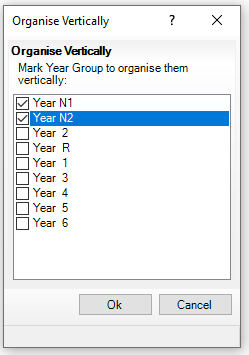 Organise Vertically ? ×
Organise Vertically
Mark Year Group to organise them
vertically:
Year N1
Year N2
Year 2
Year R
Year 1
Year 3
Year 4
Year 5
Year 6
Ok Cancel